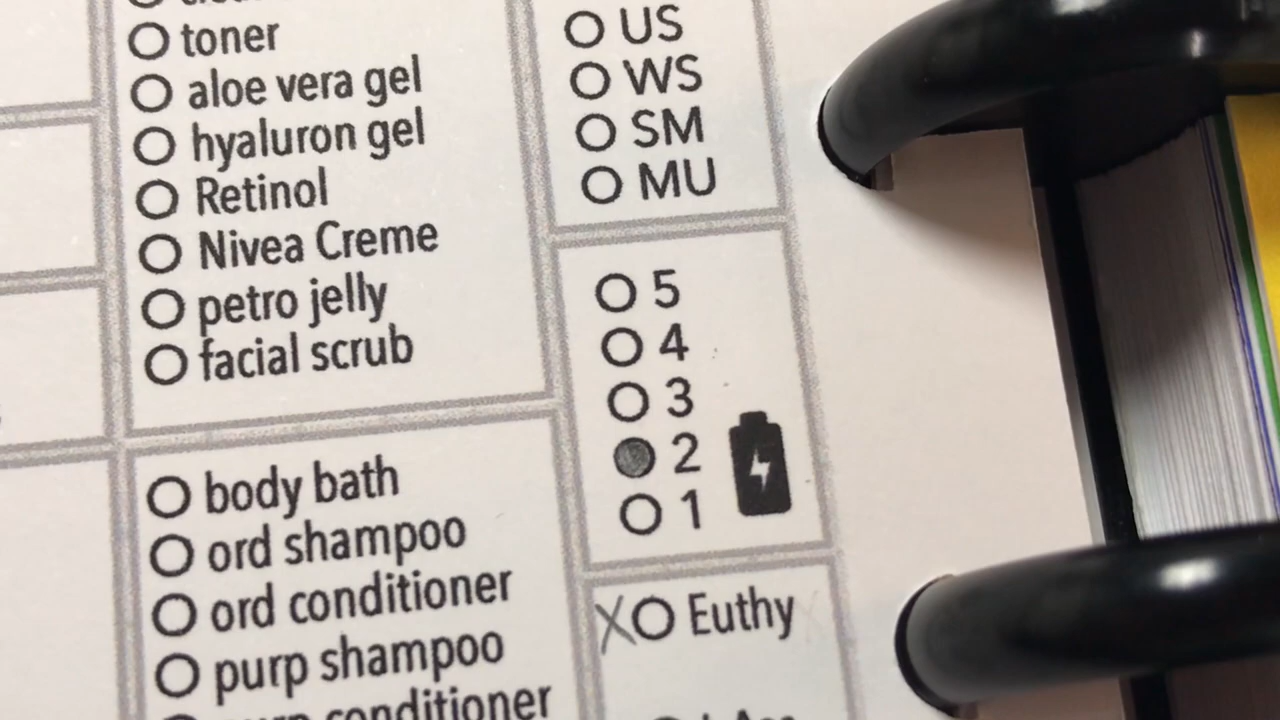 toner
aloe vera gel
hyaluron gel
Retinol
Nivea Creme
petro jelly
facial scrub
body bath
ord shampoo
ord conditioner
purp shampoo
conditioner
US
WS
SM
MU
5
4
3
2
1
X Euthy